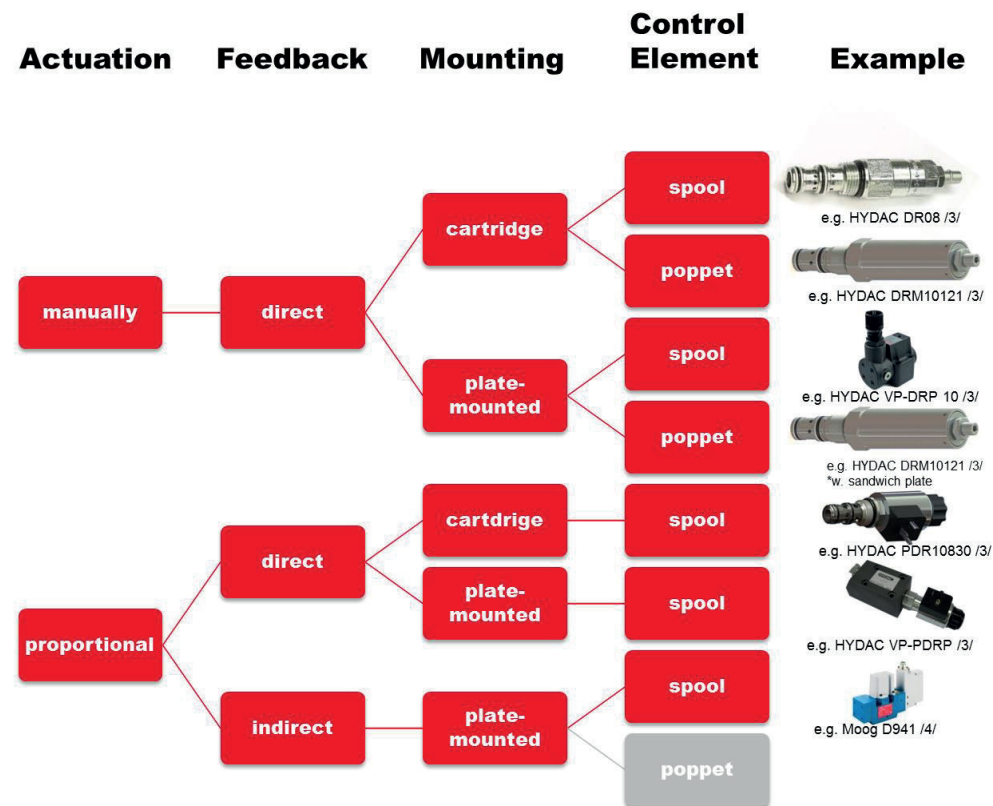 Actuation
Feedback
Mounting
Control
Element
Example
spool
e.g. HYDAC DR08 /3/
cartridge
poppet
e.g. HYDAC DRM10121 /3/
manually
direct
spool
e.g. HYDAC VP-DRP 10 /3/
plate-
mounted
poppet
e.g. HYDAC DRM10121 /3/
*w. sandwich plate
cartdrige
spool
e.g. HYDAC PDR10830 /3/
direct
plate-
mounted
spool
e.g. HYDAC VP-PDRP /3/
proportional
spool
e.g. Moog D941 /4/
indirect
plate-
mounted
poppet